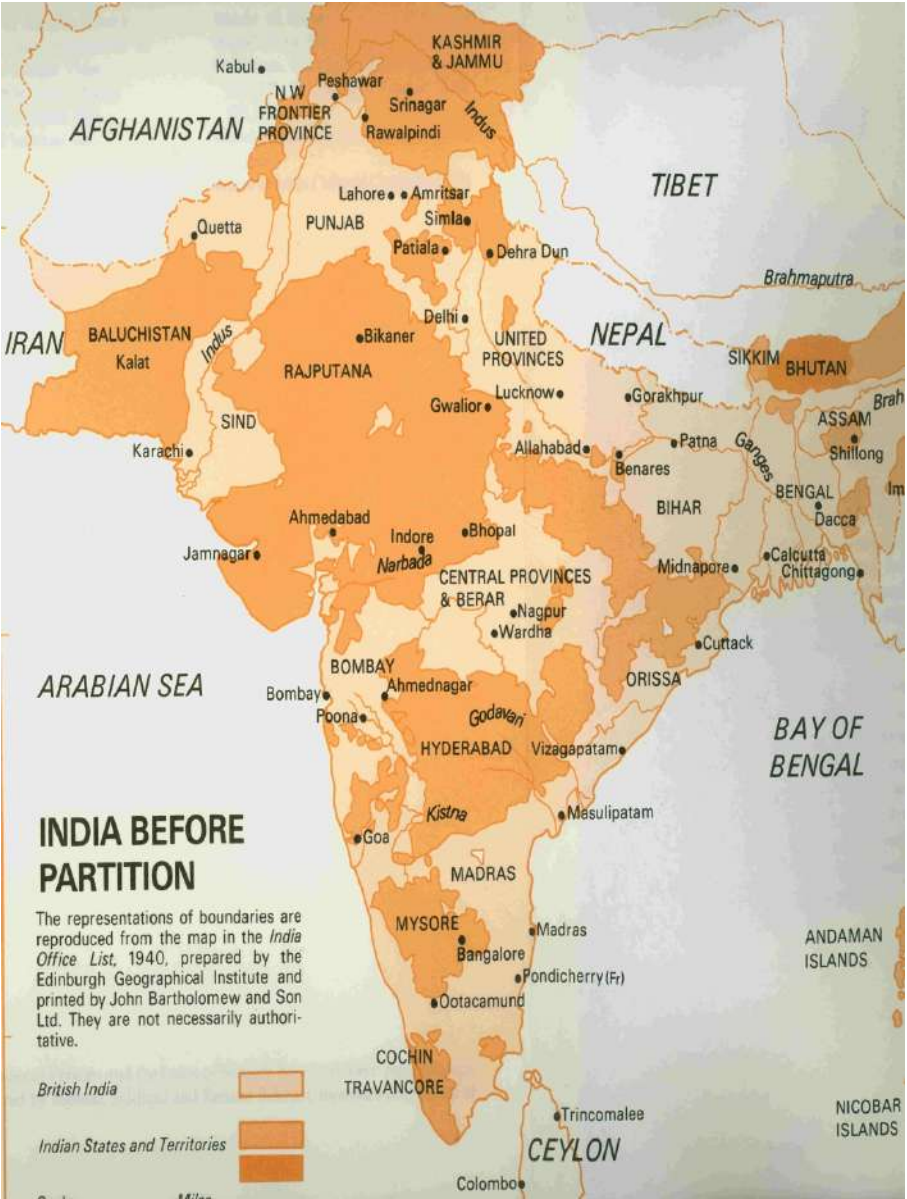 KASHMIR
& JAMMU
Kabul
Peshawar
N W
FRONTIER
PROVINCE
Srinagar
Indus
Rawalpindi
AFGHANISTAN
TIBET
Lahore
Amritsar
PUNJAB
Simla
Quetta
Patiala
Dehra Dun
Brahmaputra
Delhi
IRAN
BALUCHISTAN
Kalat
Indus
Bikaner
RAJPUTANA
UNITED
PROVINCES
NEPAL
SIKKIM
BHUTAN
Lucknow
Gorakhpur
Gwalior
SIND
ASSAM
Brah
Karachi
Allahabad
Benares
Patna
Ganges
Shillong
BIHAR
BENGAL
Im
Dacca
Ahmedabad
Indore
Bhopal
Jamnagar
Narbada
Calcutta
Midnapore
Chittagong
CENTRAL PROVINCES
& BERAR
Nagpur
Wardha
Cuttack
BOMBAY
ORISSA
ARABIAN SEA
Bombay
Ahmednagar
Poona
Godavari
HYDERABAD
Vizagapatam
BAY OF
BENGAL
Kistna
Masulipatam
Goa
INDIA BEFORE
PARTITION
MADRAS
The representations of boundaries are
reproduced from the map in the India
Office List, 1940, prepared by the
Edinburgh Geographical Institute and
printed by John Bartholomew and Son
Ltd. They are not necessarily authori-
tative.
MYSORE
Madras
Bangalore
ANDAMAN
ISLANDS
Pondicherry (Fr)
Ootacamund
COCHIN
TRAVANCORE
British India
Trincomalee
NICOBAR
ISLANDS
Indian States and Territories
CEYLON
Colombo
Miles